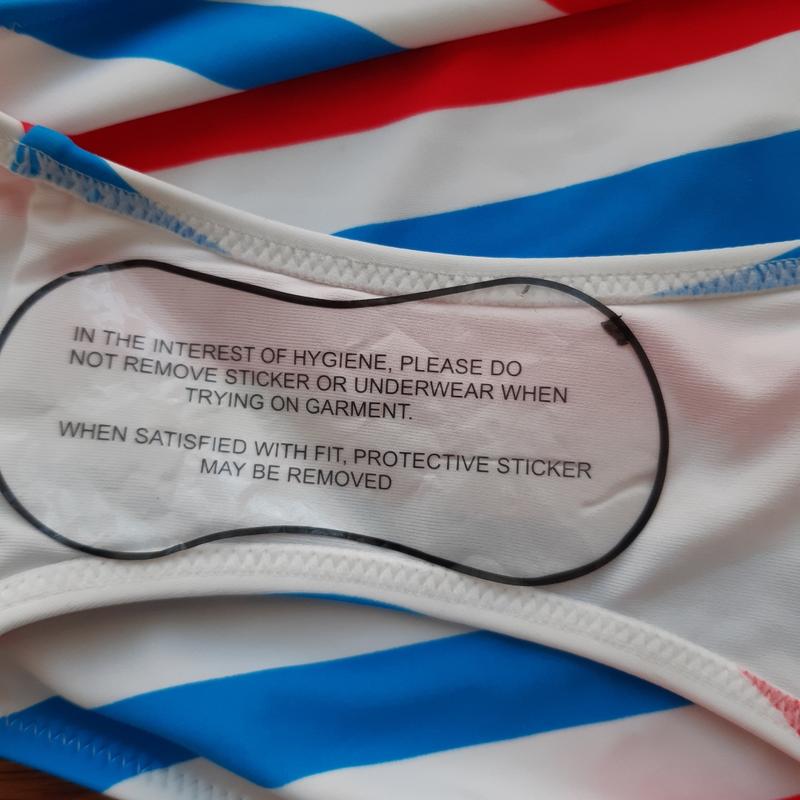 IN THE INTEREST OF HYGIENE, PLEASE DO
NOT REMOVE STICKER OR UNDERWEAR WHEN
TRYING ON GARMENT.
WHEN SATISFIED WITH FIT, PROTECTIVE STICKER
MAY BE REMOVED